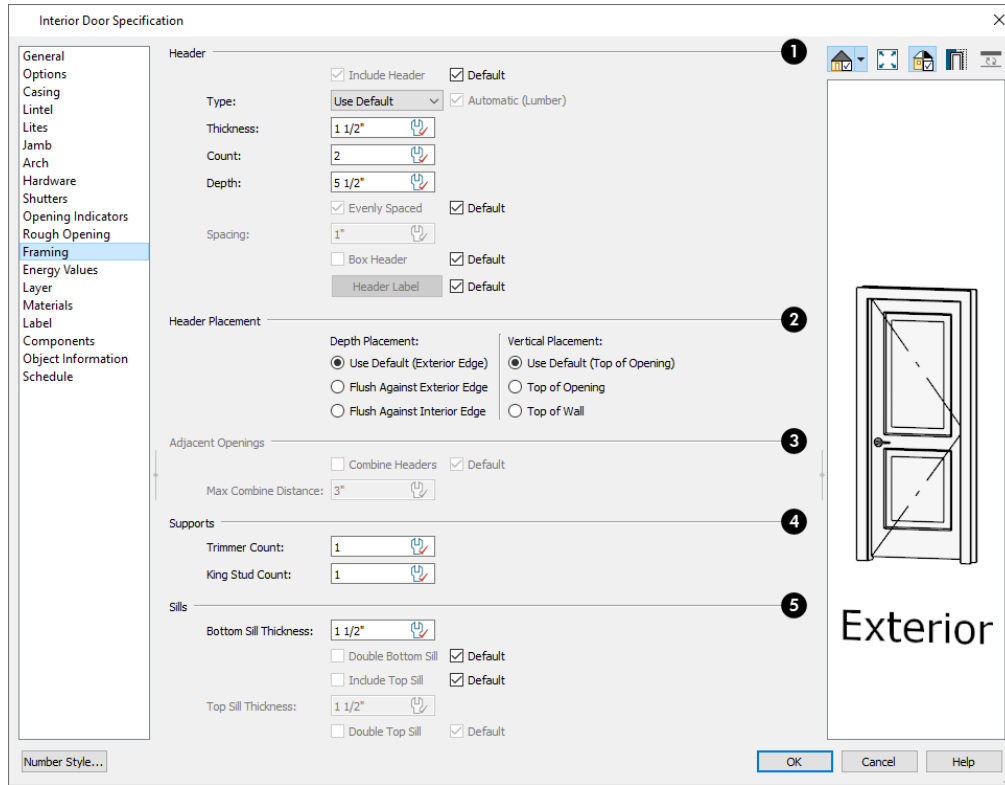 Interior Door Specification
General
Options
Casing
Lintel
Lites
Jamb
Arch
Hardware
Shutters
Opening Indicators
Rough Opening
Framing
Energy Values
Layer
Materials
Label
Components
Object Information
Schedule
Header 1
Include Header Default
Type: Use Default Automatic (Lumber)
Thickness: 1 1/2"
Count: 2
Depth: 5 1/2"
Evenly Spaced Default
Spacing: 1"
Box Header Default
Header Label Default
Header Placement 2
Depth Placement: Vertical Placement:
Use Default (Exterior Edge) Use Default (Top of Opening)
Flush Against Exterior Edge Top of Opening
Flush Against Interior Edge Top of Wall
Adjacent Openings 3
Combine Headers Default
Max Combine Distance: 3"
Supports 4
Trimmer Count: 1
King Stud Count: 1
Sills 5
Bottom Sill Thickness: 1 1/2"
Double Bottom Sill Default
Include Top Sill Default
Top Sill Thickness: 1 1/2"
Double Top Sill Default
Exterior
Number Style... OK Cancel Help